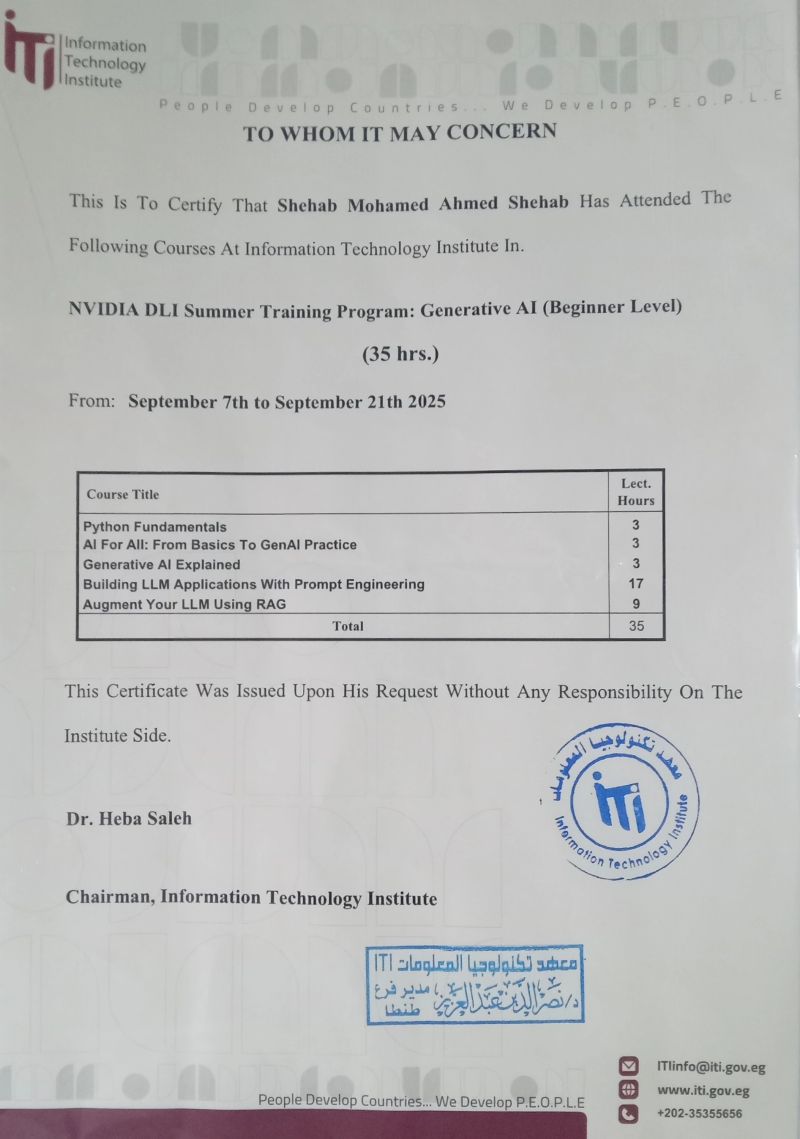 iTi
Information
Technology
Institute
People Develop Countries... We Develop P.E.O.P.L.E
TO WHOM IT MAY CONCERN
This Is To Certify That Shehab Mohamed Ahmed Shehab Has Attended The
Following Courses At Information Technology Institute In.
NVIDIA DLI Summer Training Program: Generative AI (Beginner Level)
(35 hrs.)
From: September 7th to September 21th 2025
Course Title Lect. Hours
Python Fundamentals 3
AI For All: From Basics To GenAI Practice 3
Generative AI Explained 3
Building LLM Applications With Prompt Engineering 17
Augment Your LLM Using RAG 9
Total 35
This Certificate Was Issued Upon His Request Without Any Responsibility On The
Institute Side.
معهد تكنولوجيا المعلومات
iTi
Information Technology Institute
Dr. Heba Saleh
Chairman, Information Technology Institute
معهد تكنولوجيا المعلومات ITI
د/ نصر الدين عبد العزيز مدير فرع طنطا
ITIinfo@iti.gov.eg
www.iti.gov.eg
+202-35355656
People Develop Countries... We Develop P.E.O.P.L.E